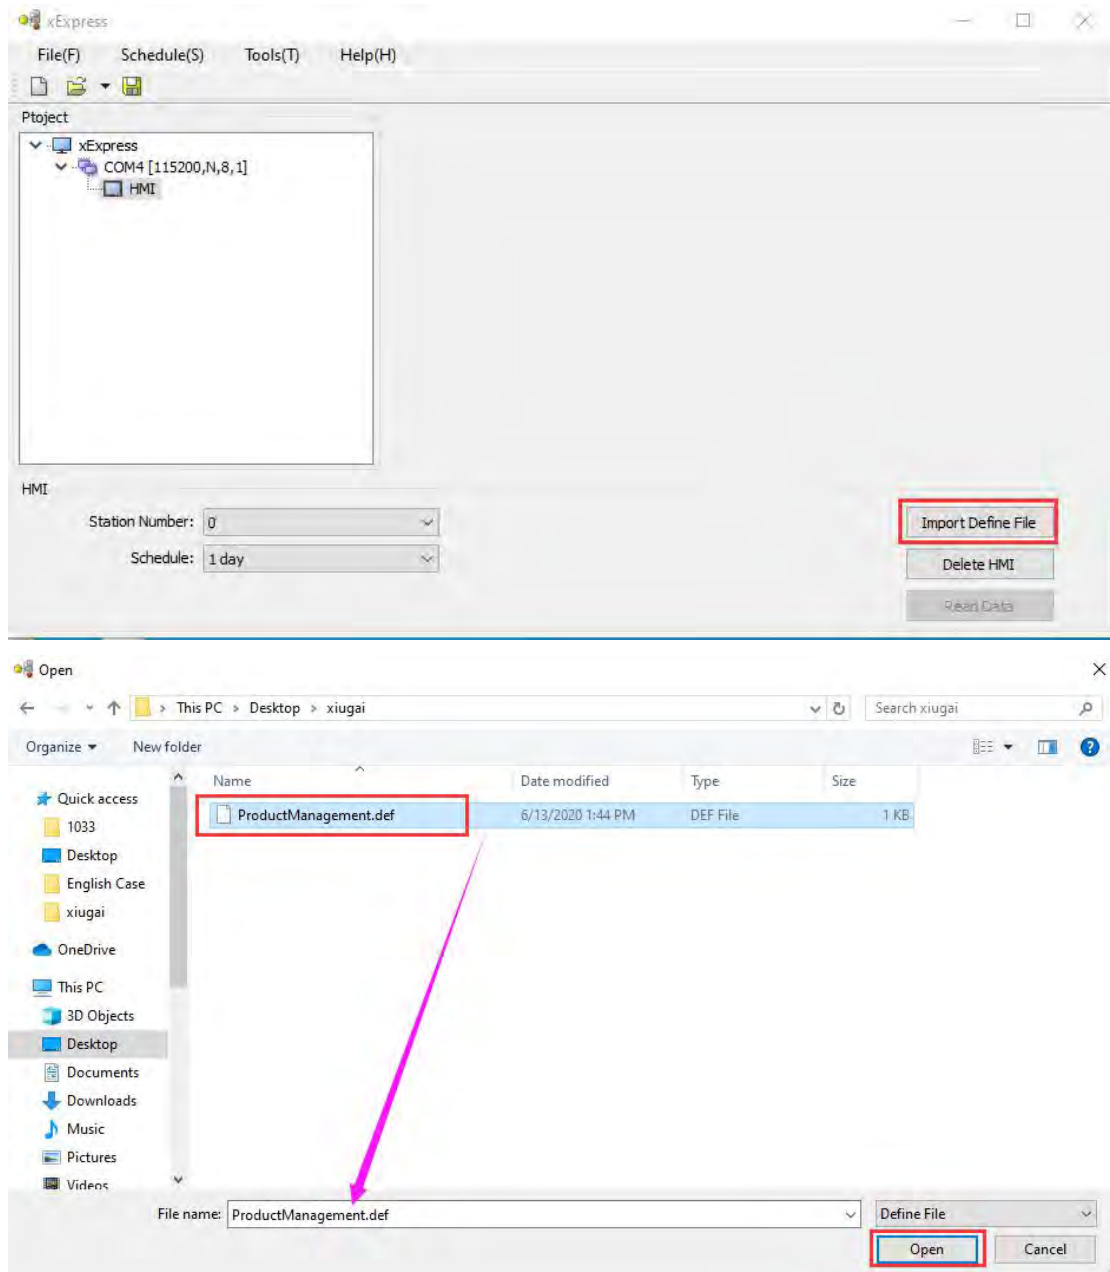 xExpress
File(F) Schedule(S) Tools(T) Help(H)
Ptoject
xExpress
COM4 [115200,N,8,1]
HMI
HMI
Station Number: 0
Import Define File
Schedule: 1 day
Delete HMI
Read Data
Open
This PC > Desktop > xiugai
Search xiugai
Organize New folder
Name Date modified Type Size
Quick access
ProductManagement.def 6/13/2020 1:44 PM DEF File 1 KB
1033
Desktop
English Case
xiugai
OneDrive
This PC
3D Objects
Desktop
Documents
Downloads
Music
Pictures
Videos
File name: ProductManagement.def Define File
Open Cancel